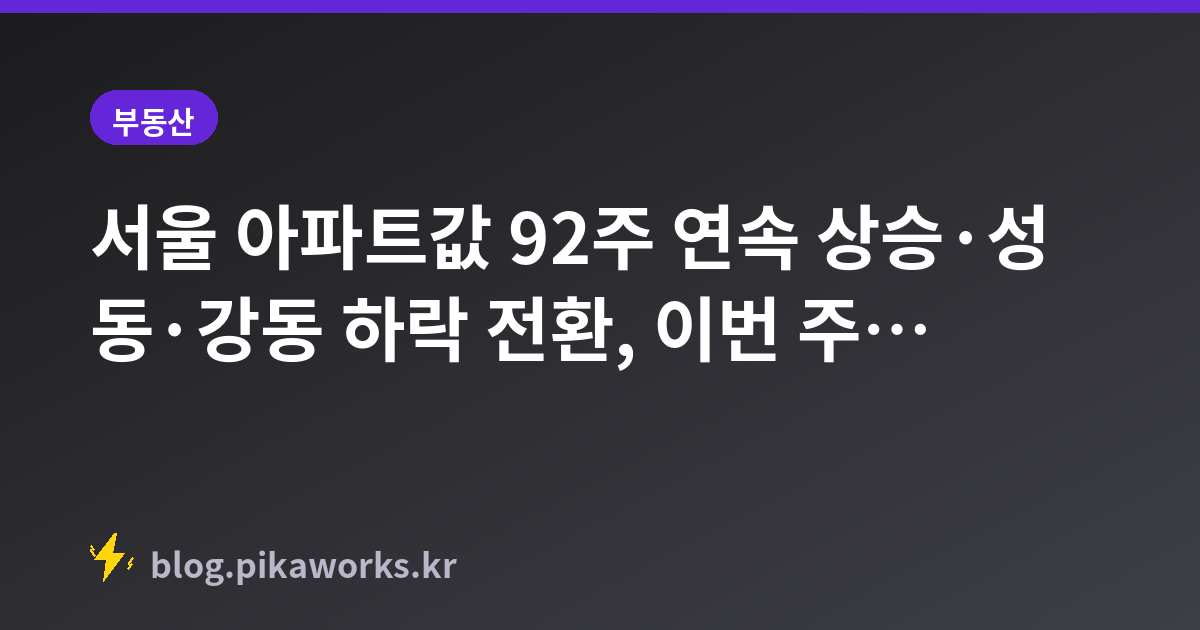 부동산
서울 아파트값 92주 연속 상승·성
동·강동 하락 전환, 이번 주…
blog.pikaworks.kr